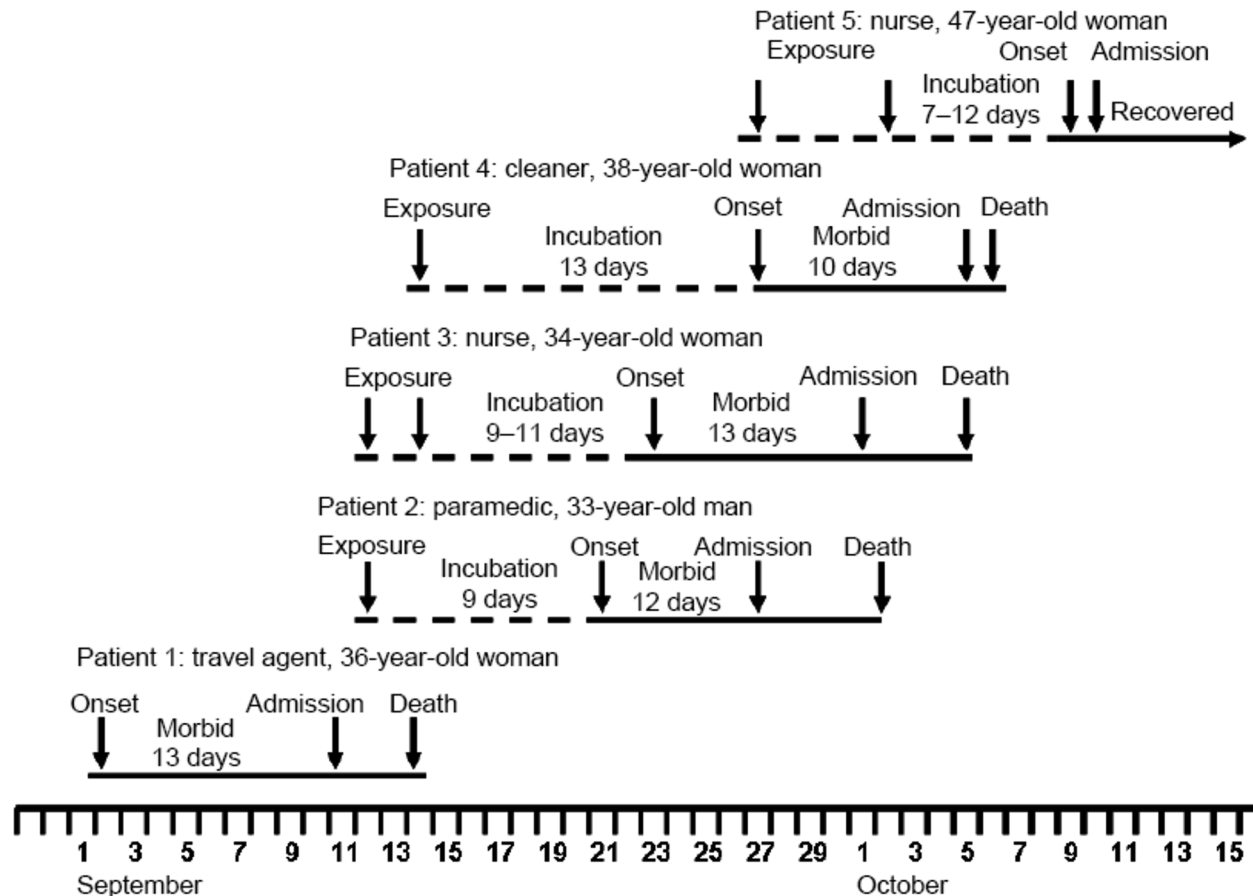 Patient 5: nurse, 47-year-old woman
Exposure Onset Admission
Incubation
7–12 days Recovered
Patient 4: cleaner, 38-year-old woman
Exposure Onset Admission Death
Incubation Morbid
13 days 10 days
Patient 3: nurse, 34-year-old woman
Exposure Onset Admission Death
Incubation Morbid
9–11 days 13 days
Patient 2: paramedic, 33-year-old man
Exposure Onset Admission Death
Incubation Morbid
9 days 12 days
Patient 1: travel agent, 36-year-old woman
Onset Admission Death
Morbid
13 days
1 3 5 7 9 11 13 15 17 19 21 23 25 27 29 1 3 5 7 9 11 13 15
September October